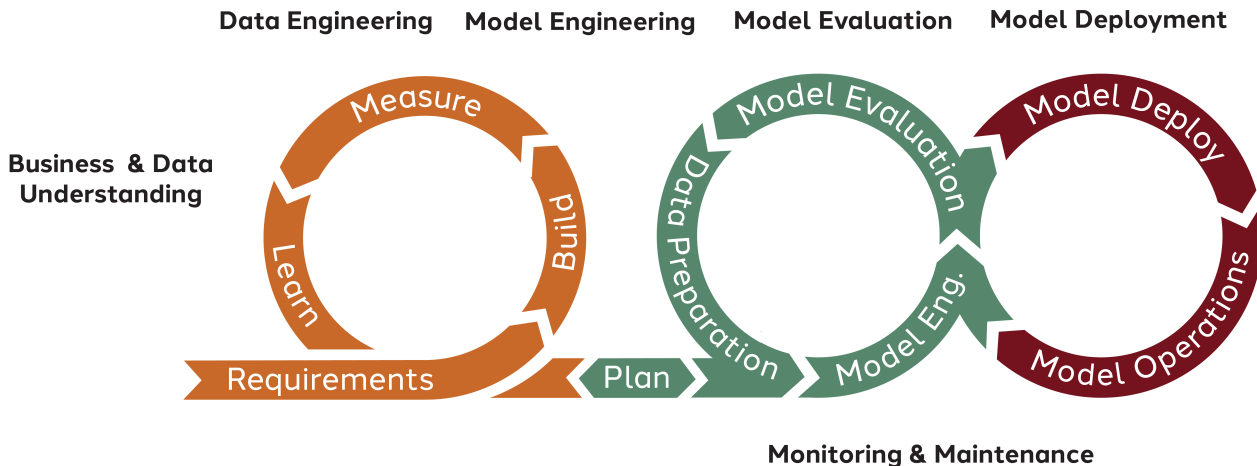 Data Engineering
Model Engineering
Model Evaluation
Model Deployment
Business & Data
Understanding
Measure
Build
Learn
Requirements
Plan
Data Preparation
Model Evaluation
Model Eng.
Model Deploy
Model Operations
Monitoring & Maintenance